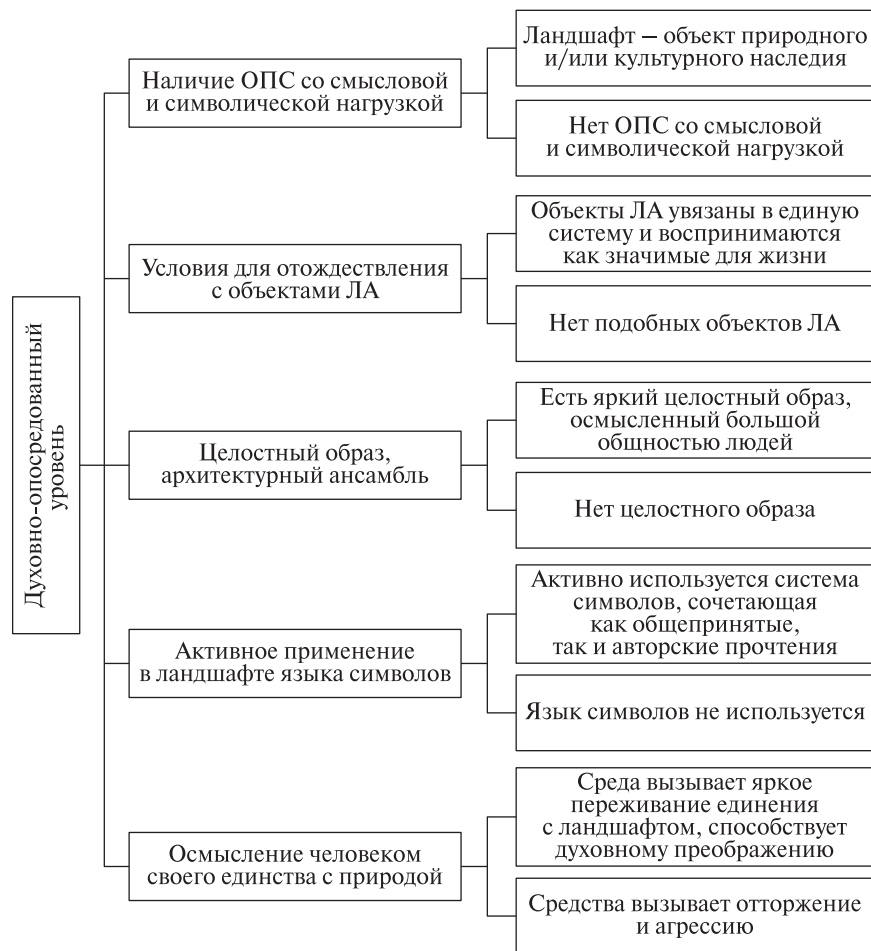 Духовно-опосредованный
уровень
Наличие ОПС со смысловой
и символической нагрузкой
Ландшафт – объект природного
и/или культурного наследия
Нет ОПС со смысловой
и символической нагрузкой
Условия для отождествления
с объектами ЛА
Объекты ЛА увязаны в единую
систему и воспринимаются
как значимые для жизни
Нет подобных объектов ЛА
Целостный образ,
архитектурный ансамбль
Есть яркий целостный образ,
осмысленный большой
общностью людей
Нет целостного образа
Активное применение
в ландшафте языка символов
Активно используется система
символов, сочетающая
как общепринятые,
так и авторские прочтения
Язык символов не используется
Осмысление человеком
своего единства с природой
Среда вызывает яркое
переживание единения
с ландшафтом, способствует
духовному преображению
Средства вызывает отторжение
и агрессию